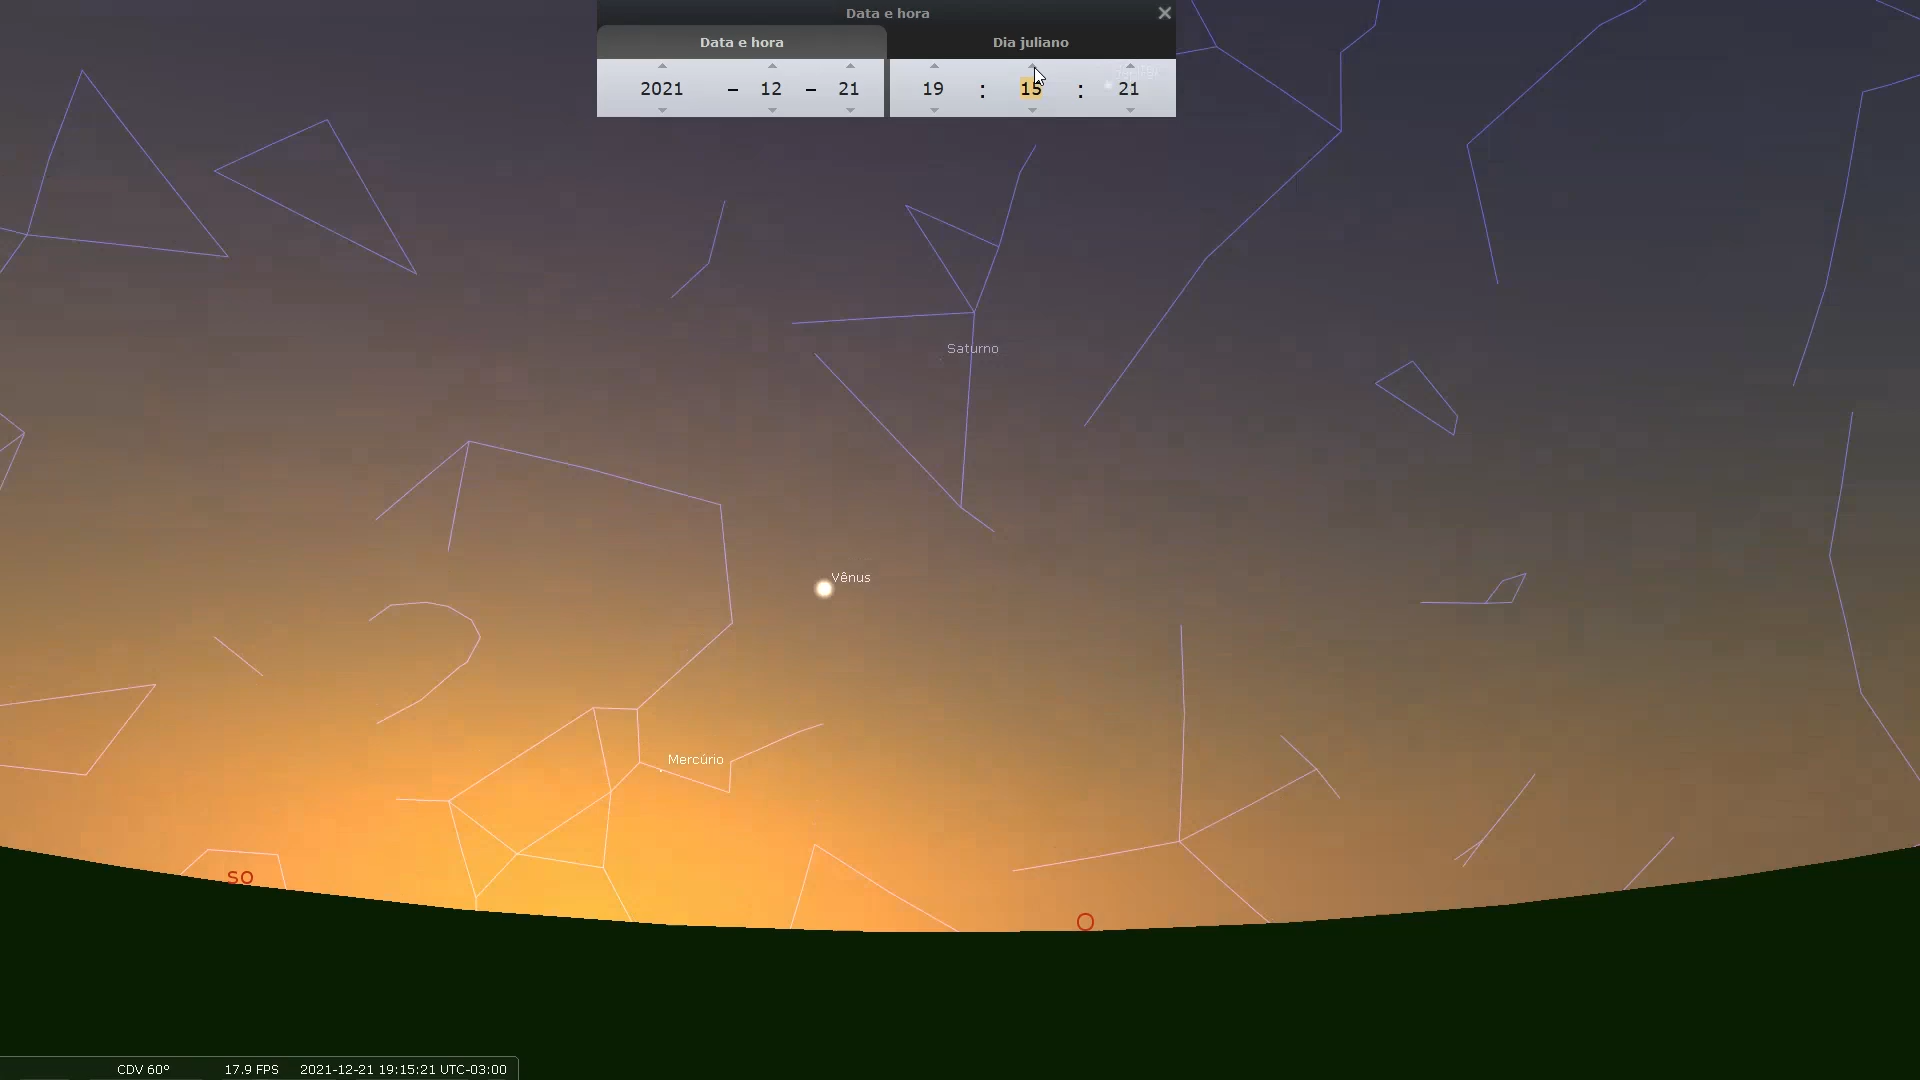 Data e hora
Data e hora
Dia juliano
2021 - 12 - 21
19 : 15 : 21
Saturno
Vênus
Mercúrio
SO
O
CDV 60º 17.9 FPS 2021-12-21 19:15:21 UTC-03:00